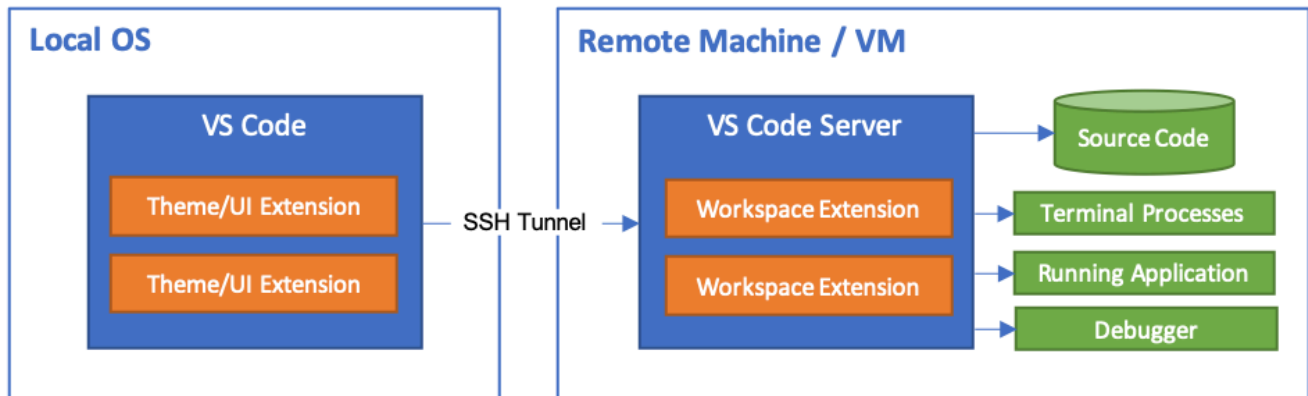 Local OS
VS Code
Theme/UI Extension
Theme/UI Extension
SSH Tunnel
Remote Machine / VM
VS Code Server
Workspace Extension
Workspace Extension
Source Code
Terminal Processes
Running Application
Debugger